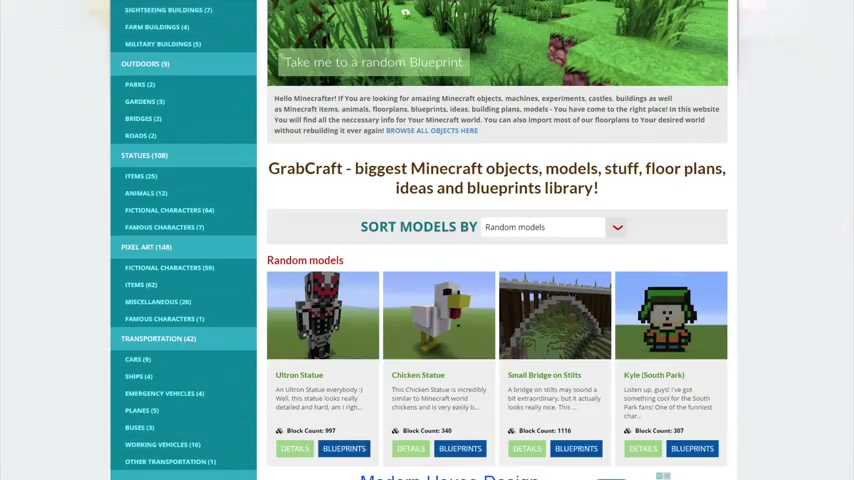 SIGHTSEEING BUILDINGS (7)
FARM BUILDINGS (4)
MILITARY BUILDINGS (5)
OUTDOORS (9)
PARKS (2)
GARDENS (3)
BRIDGES (2)
ROADS (2)
STATUES (108)
ITEMS (25)
ANIMALS (12)
FICTIONAL CHARACTERS (64)
FAMOUS CHARACTERS (7)
PIXEL ART (148)
FICTIONAL CHARACTERS (59)
ITEMS (62)
MISCELLANEOUS (26)
FAMOUS CHARACTERS (1)
TRANSPORTATION (42)
CARS (9)
SHIPS (4)
EMERGENCY VEHICLES (4)
PLANES (5)
BUSES (3)
WORKING VEHICLES (16)
OTHER TRANSPORTATION (1)
Take me to a random Blueprint
Hello Minecrafter! If You are looking for amazing Minecraft objects, machines, experiments, castles, buildings as well
as Minecraft items, animals, floorplans, blueprints, ideas, building plans, models - You have come to the right place! In this website
You will find all the neccessary info for Your Minecraft world. You can also import most of our floorplans to Your desired world
without rebuilding it ever again! BROWSE ALL OBJECTS HERE
GrabCraft - biggest Minecraft objects, models, stuff, floor plans,
ideas and blueprints library!
SORT MODELS BY Random models
Random models
Ultron Statue
An Ultron Statue everybody :)
Well, this statue looks really
detailed and hard, am i righ...
Block Count: 997
DETAILS BLUEPRINTS
Chicken Statue
This Chicken Statue is incredibly
similar to Minecraft world
chickens and is very easily b...
Block Count: 340
DETAILS BLUEPRINTS
Small Bridge on Stilts
A bridge on stilts may sound a
bit extraordinary, but it actually
looks really nice. This ...
Block Count: 1116
DETAILS BLUEPRINTS
Kyle (South Park)
Listen up, guys! I've got
something cool for the South
Park fans! One of the funniest
char...
Block Count: 307
DETAILS BLUEPRINTS
Modern House Design